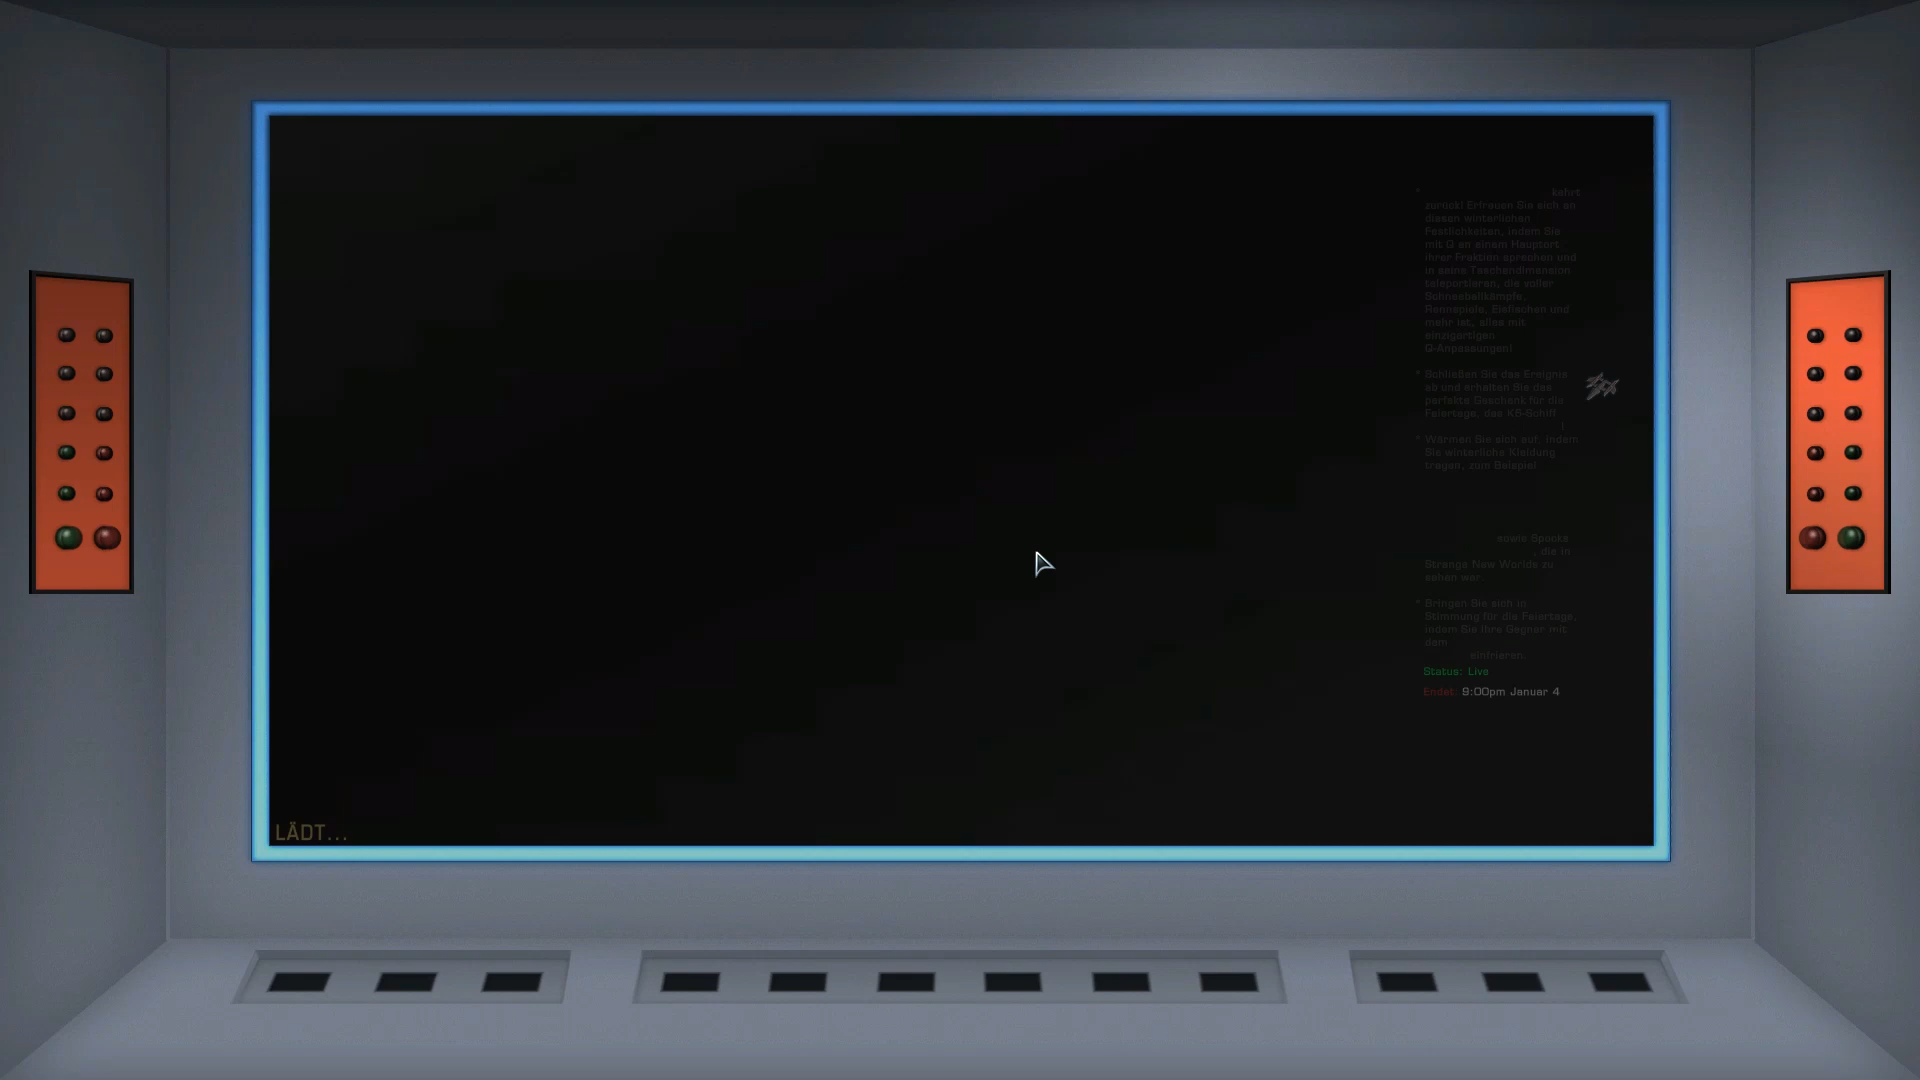 * kehrt
zurück! Erfreuen Sie sich an
diesen winterlichen
Festlichkeiten, indem Sie
mit Q an einem Hauptort
Ihrer Fraktion sprechen und
in seine Taschendimension
teleportieren, die voller
Schneeballkämpfe,
Rennspiele, Eisflächen und
mehr ist, alles mit
einzigartigen
Q-Anpassungen!
* Schließen Sie das Ereignis
ab und erhalten Sie das
perfekte Geschenk für die
Feiertage, das K5-Schiff
!
* Wärmen Sie sich auf, indem
Sie winterliche Kleidung
tragen, zum Beispiel
sowie Spocks
, die in
Strange New Worlds zu
sehen war.
* Bringen Sie sich in
Stimmung für die Feiertage,
indem Sie Ihre Gegner mit
dem
einfrieren.
Status: Live
Endet: 9:00pm Januar 4
LÄDT...